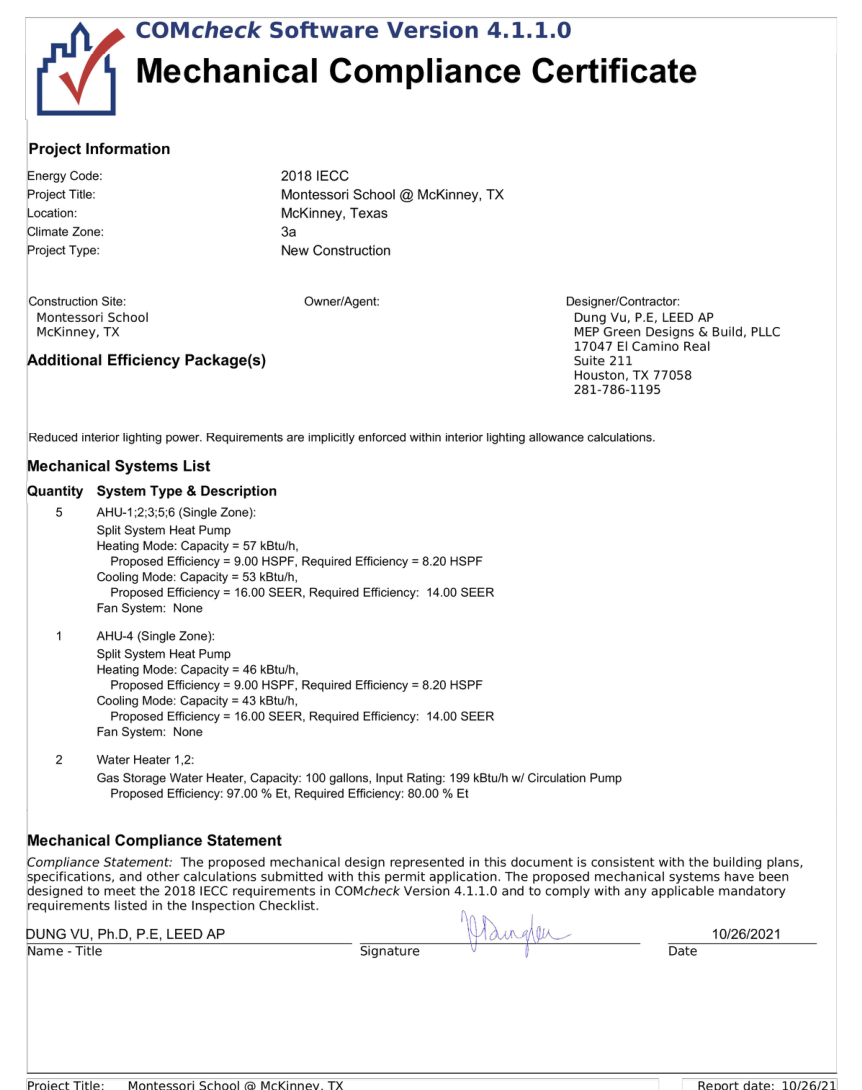 COMcheck Software Version 4.1.1.0
Mechanical Compliance Certificate
Project Information
Energy Code: 2018 IECC
Project Title: Montessori School @ McKinney, TX
Location: McKinney, Texas
Climate Zone: 3a
Project Type: New Construction
Construction Site: Owner/Agent: Designer/Contractor:
Montessori School Dung Vu, P.E, LEED AP
McKinney, TX MEP Green Designs & Build, PLLC
17047 El Camino Real
Additional Efficiency Package(s) Suite 211
Houston, TX 77058
281-786-1195
Reduced interior lighting power. Requirements are implicitly enforced within interior lighting allowance calculations.
Mechanical Systems List
Quantity System Type & Description
5 AHU-1;2;3;5;6 (Single Zone):
Split System Heat Pump
Heating Mode: Capacity = 57 kBtu/h,
Proposed Efficiency = 9.00 HSPF, Required Efficiency = 8.20 HSPF
Cooling Mode: Capacity = 53 kBtu/h,
Proposed Efficiency = 16.00 SEER, Required Efficiency: 14.00 SEER
Fan System: None
1 AHU-4 (Single Zone):
Split System Heat Pump
Heating Mode: Capacity = 46 kBtu/h,
Proposed Efficiency = 9.00 HSPF, Required Efficiency = 8.20 HSPF
Cooling Mode: Capacity = 43 kBtu/h,
Proposed Efficiency = 16.00 SEER, Required Efficiency: 14.00 SEER
Fan System: None
2 Water Heater 1,2:
Gas Storage Water Heater, Capacity: 100 gallons, Input Rating: 199 kBtu/h w/ Circulation Pump
Proposed Efficiency: 97.00 % Et, Required Efficiency: 80.00 % Et
Mechanical Compliance Statement
Compliance Statement: The proposed mechanical design represented in this document is consistent with the building plans,
specifications, and other calculations submitted with this permit application. The proposed mechanical systems have been
designed to meet the 2018 IECC requirements in COMcheck Version 4.1.1.0 and to comply with any applicable mandatory
requirements listed in the Inspection Checklist.
DUNG VU, Ph.D, P.E, LEED AP 10/26/2021
Name - Title Signature Date
Project Title: Montessori School @ McKinney, TX Report date: 10/26/21